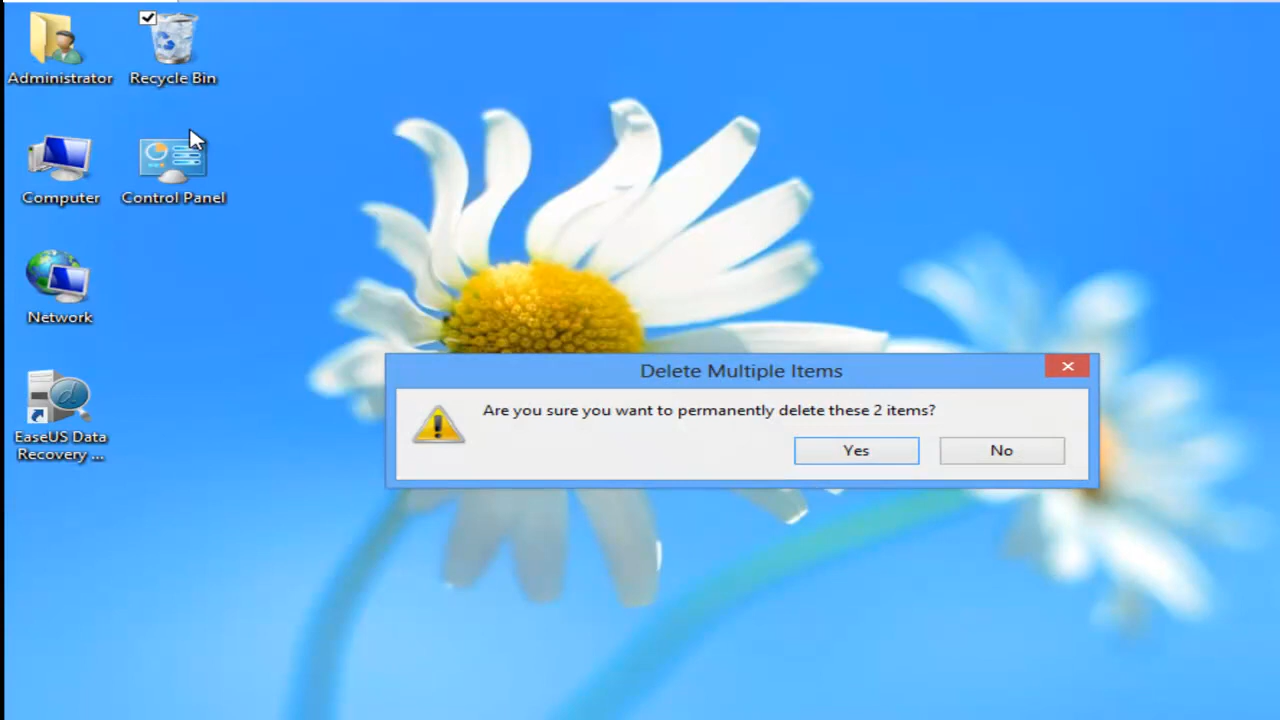 Administrator
Recycle Bin
Computer
Control Panel
Network
EaseUS Data
Recovery ...
Delete Multiple Items
Are you sure you want to permanently delete these 2 items?
Yes
No